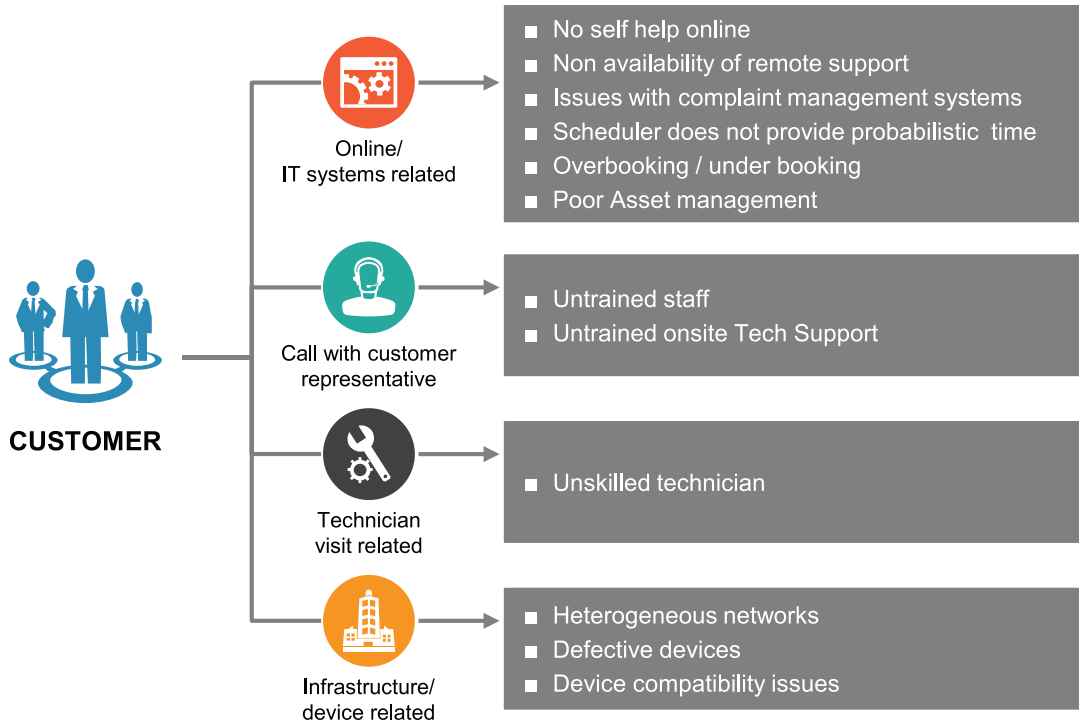 CUSTOMER
Online/
IT systems related
No self help online
Non availability of remote support
Issues with complaint management systems
Scheduler does not provide probabilistic time
Overbooking / under booking
Poor Asset management
Call with customer
representative
Untrained staff
Untrained onsite Tech Support
Technician
visit related
Unskilled technician
Infrastructure/
device related
Heterogeneous networks
Defective devices
Device compatibility issues